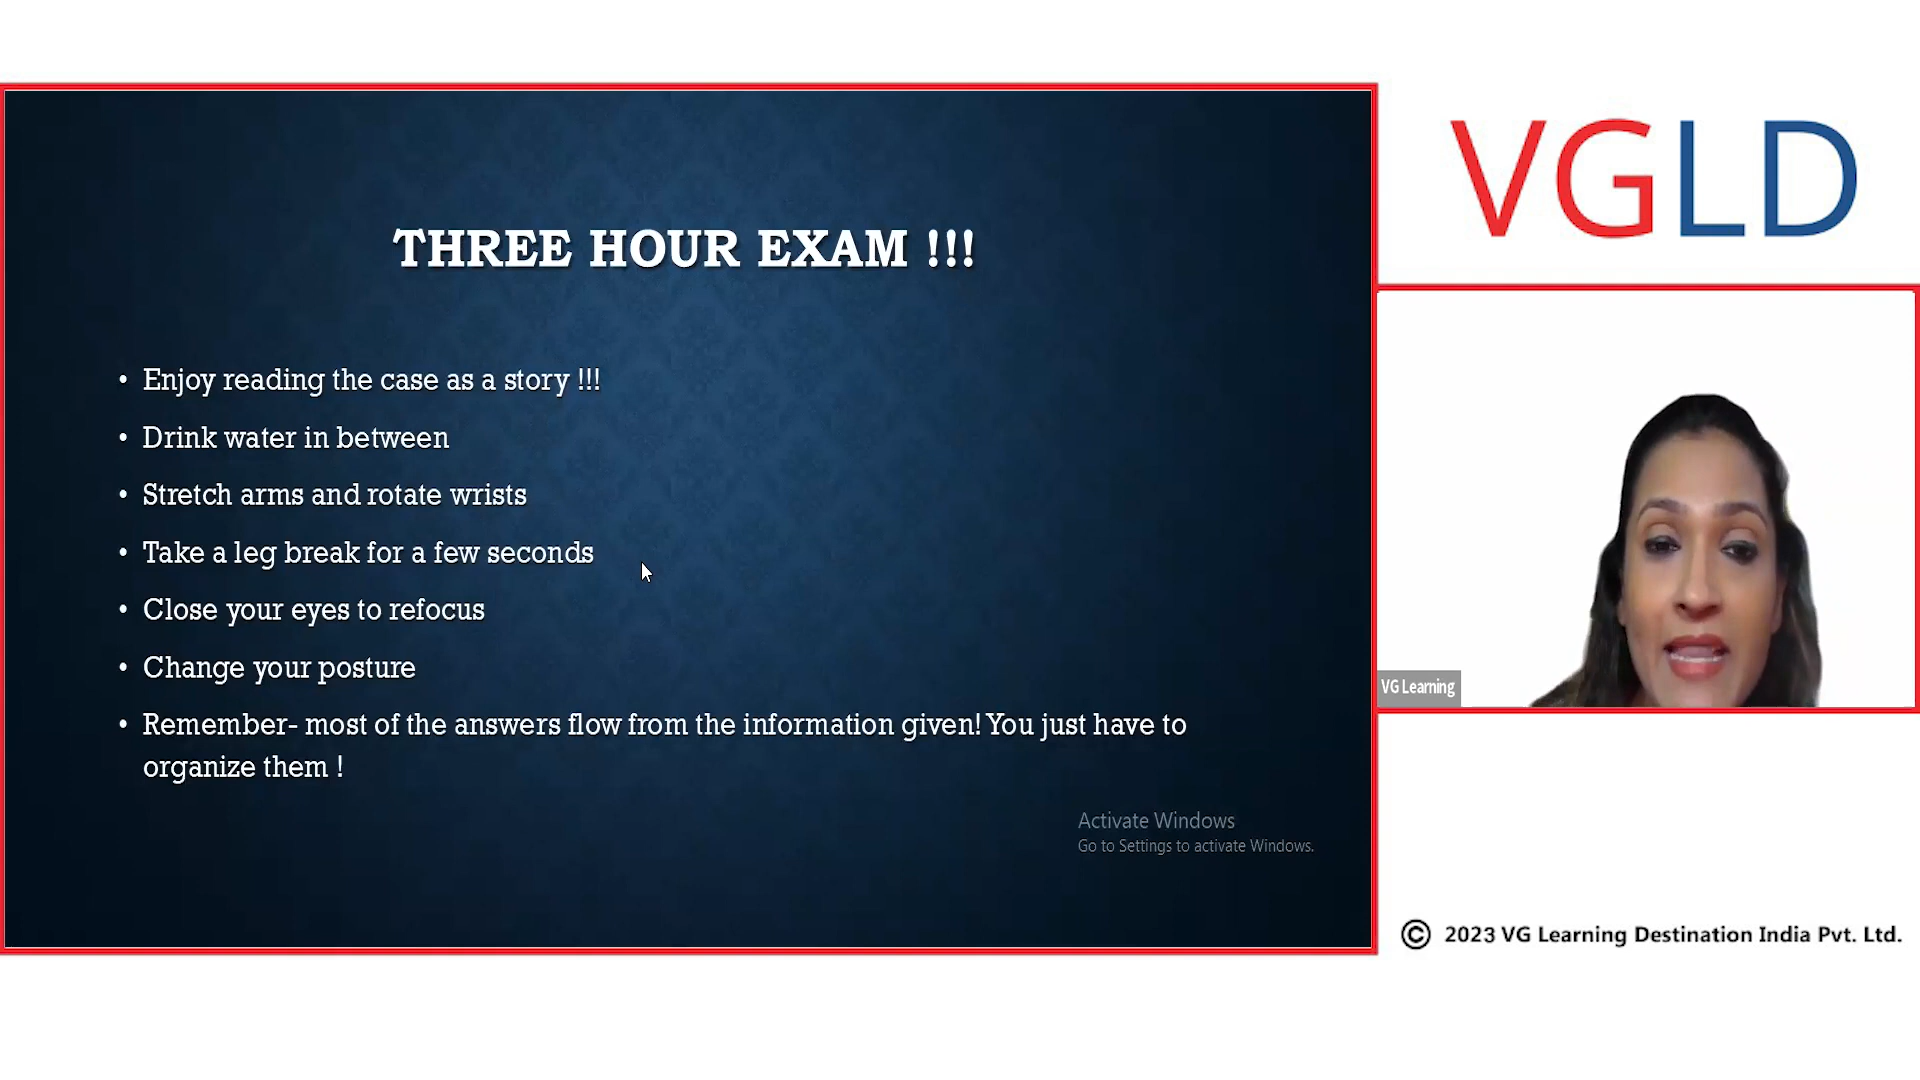 THREE HOUR EXAM !!!
• Enjoy reading the case as a story !!!
• Drink water in between
• Stretch arms and rotate wrists
• Take a leg break for a few seconds
• Close your eyes to refocus
• Change your posture
• Remember- most of the answers flow from the information given! You just have to
organize them !
Activate Windows
Go to Settings to activate Windows.
VGLD
VG Learning
© 2023 VG Learning Destination India Pvt. Ltd.